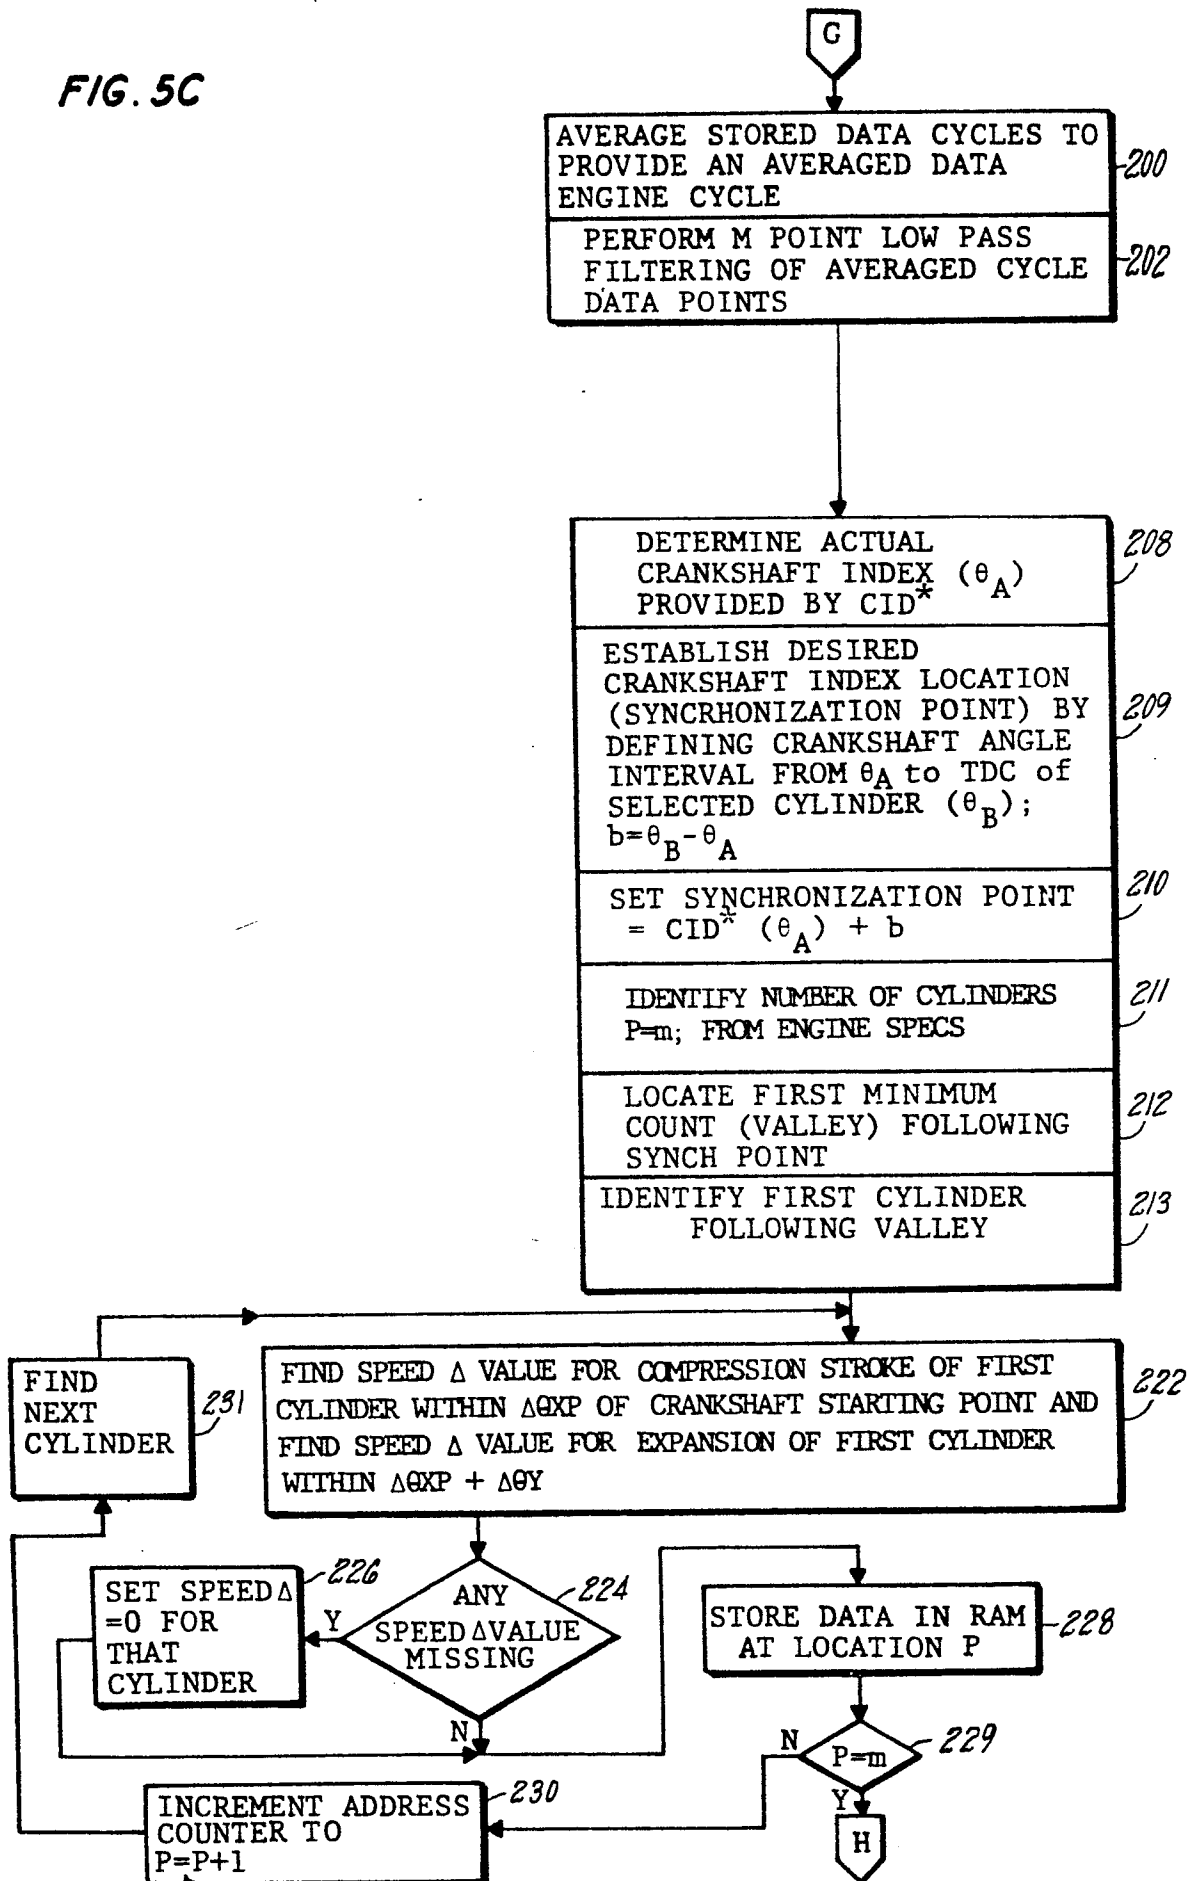 FIG. 5C
G
AVERAGE STORED DATA CYCLES TO
PROVIDE AN AVERAGED DATA
ENGINE CYCLE
200
PERFORM M POINT LOW PASS
FILTERING OF AVERAGED CYCLE
DATA POINTS
202
DETERMINE ACTUAL
CRANKSHAFT INDEX (θA)
PROVIDED BY CID*
208
ESTABLISH DESIRED
CRANKSHAFT INDEX LOCATION
(SYNCRHONIZATION POINT) BY
DEFINING CRANKSHAFT ANGLE
INTERVAL FROM θA to TDC of
SELECTED CYLINDER (θB);
b=θB-θA
209
SET SYNCHRONIZATION POINT
= CID* (θA) + b
210
IDENTIFY NUMBER OF CYLINDERS
P=m; FROM ENGINE SPECS
211
LOCATE FIRST MINIMUM
COUNT (VALLEY) FOLLOWING
SYNCH POINT
212
IDENTIFY FIRST CYLINDER
FOLLOWING VALLEY
213
FIND
NEXT
CYLINDER
231
FIND SPEED Δ VALUE FOR COMPRESSION STROKE OF FIRST
CYLINDER WITHIN ΔθXP OF CRANKSHAFT STARTING POINT AND
FIND SPEED Δ VALUE FOR EXPANSION OF FIRST CYLINDER
WITHIN ΔθXP + ΔθY
222
SET SPEED Δ
=0 FOR
THAT
CYLINDER
226
Y
ANY
SPEED Δ VALUE
MISSING
224
N
STORE DATA IN RAM
AT LOCATION P
228
N
P=m
229
Y
INCREMENT ADDRESS
COUNTER TO
P=P+1
230
H